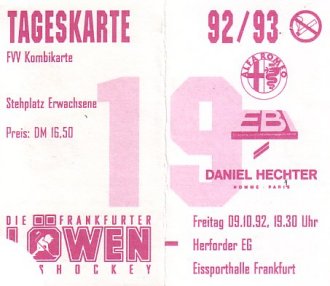 TAGESKARTE
FVV Kombikarte
Stehplatz Erwachsene
Preis: DM 16,50
19
DIE FRANKFURTER
LÖWEN
HOCKEY
92/93
ALFA ROMEO
EBI
DANIEL HECHTER
HOMME PARIS
Freitag 09.10.92, 19.30 Uhr
Herforder EG
Eissporthalle Frankfurt